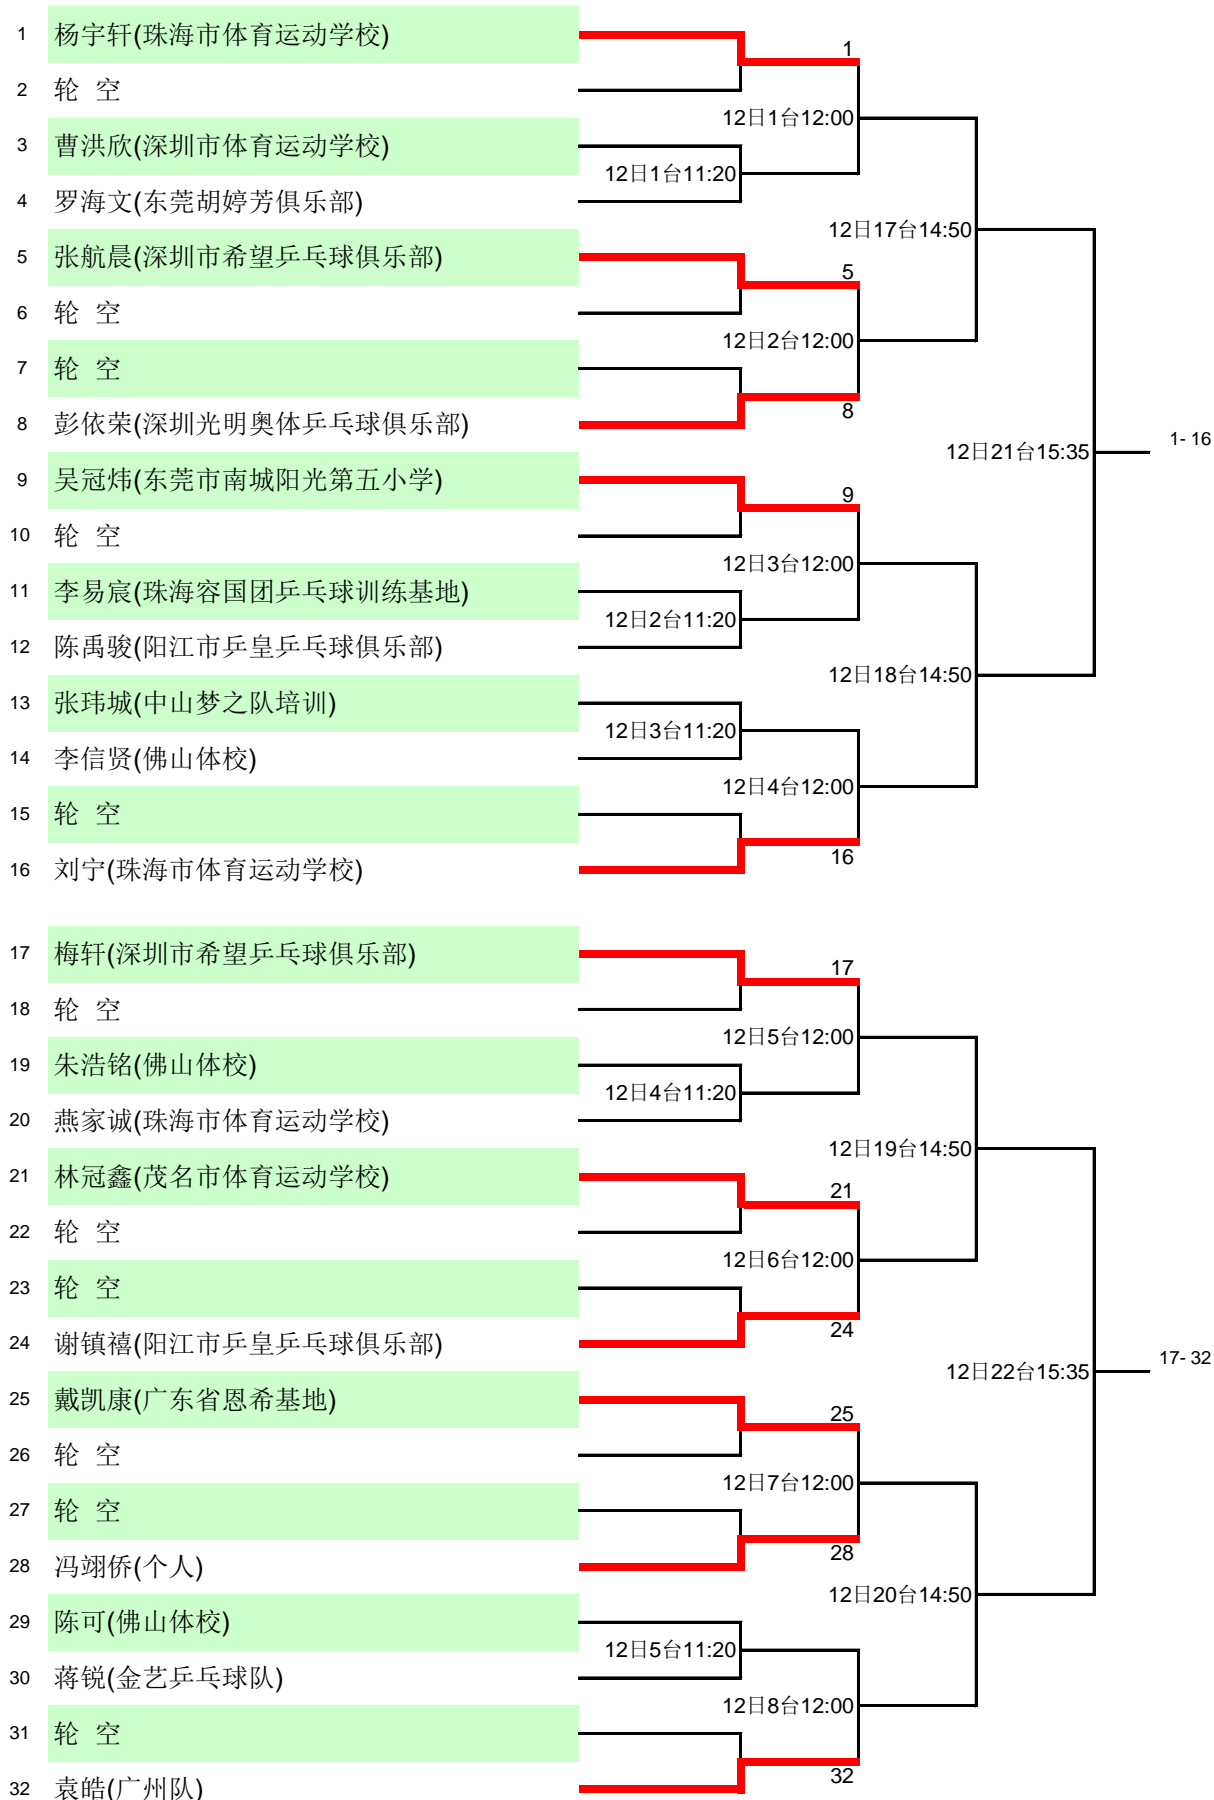 1 杨宇轩(珠海市体育运动学校)
1
2 轮 空
12日1台12:00
3 曹洪欣(深圳市体育运动学校)
12日1台11:20
4 罗海文(东莞胡婷芳俱乐部)
12日17台14:50
5 张航晨(深圳市希望乒乓球俱乐部)
5
6 轮 空
12日2台12:00
7 轮 空
8 彭依荣(深圳光明奥体乒乓球俱乐部)
8
12日21台15:35
1- 16
9 吴冠炜(东莞市南城阳光第五小学)
9
10 轮 空
12日3台12:00
11 李易宸(珠海容国团乒乓球训练基地)
12日2台11:20
12 陈禹骏(阳江市乒皇乒乓球俱乐部)
12日18台14:50
13 张玮城(中山梦之队培训)
12日3台11:20
14 李信贤(佛山体校)
12日4台12:00
15 轮 空
16 刘宁(珠海市体育运动学校)
16
17 梅轩(深圳市希望乒乓球俱乐部)
17
18 轮 空
12日5台12:00
19 朱浩铭(佛山体校)
12日4台11:20
20 燕家诚(珠海市体育运动学校)
12日19台14:50
21 林冠鑫(茂名市体育运动学校)
21
22 轮 空
12日6台12:00
23 轮 空
24 谢镇禧(阳江市乒皇乒乓球俱乐部)
24
12日22台15:35
17- 32
25 戴凯康(广东省恩希基地)
25
26 轮 空
12日7台12:00
27 轮 空
28 冯翊侨(个人)
28
12日20台14:50
29 陈可(佛山体校)
12日5台11:20
30 蒋锐(金艺乒乓球队)
12日8台12:00
31 轮 空
32 袁皓(广州队)
32